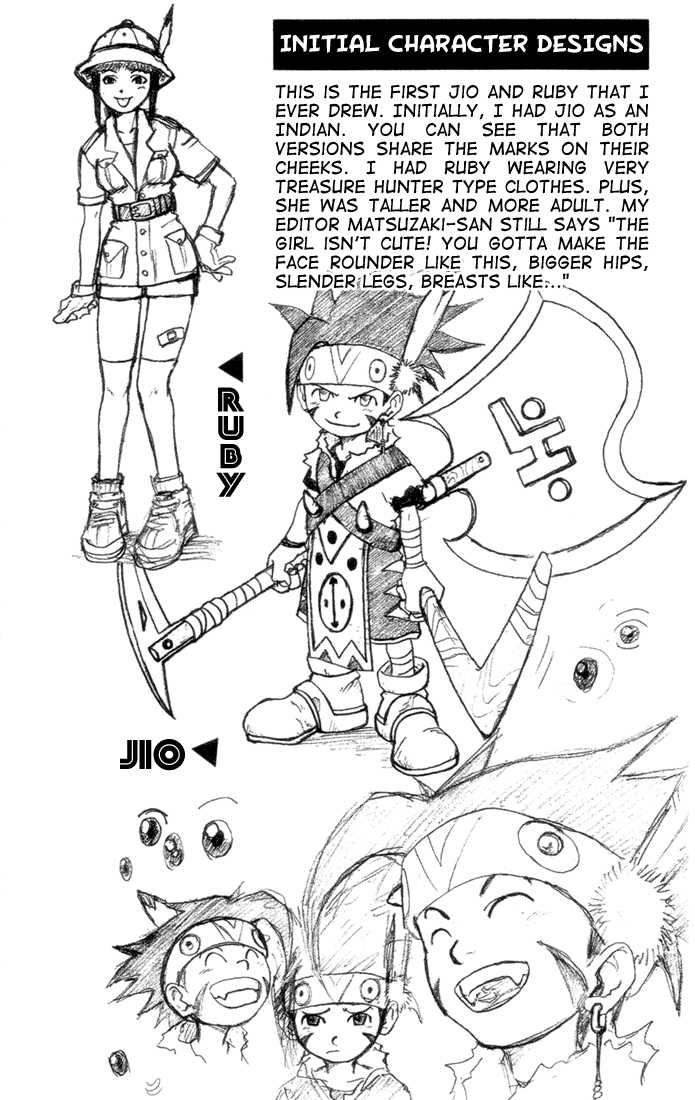 INITIAL CHARACTER DESIGNS
THIS IS THE FIRST JIO AND RUBY THAT I
EVER DREW. INITIALLY, I HAD JIO AS AN
INDIAN. YOU CAN SEE THAT BOTH
VERSIONS SHARE THE MARKS ON THEIR
CHEEKS. I HAD RUBY WEARING VERY
TREASURE HUNTER TYPE CLOTHES. PLUS,
SHE WAS TALLER AND MORE ADULT. MY
EDITOR MATSUZAKI-SAN STILL SAYS "THE
GIRL ISN'T CUTE! YOU GOTTA MAKE THE
FACE ROUNDER LIKE THIS, BIGGER HIPS,
SLENDER LEGS, BREASTS LIKE..."
RUBY
JIO